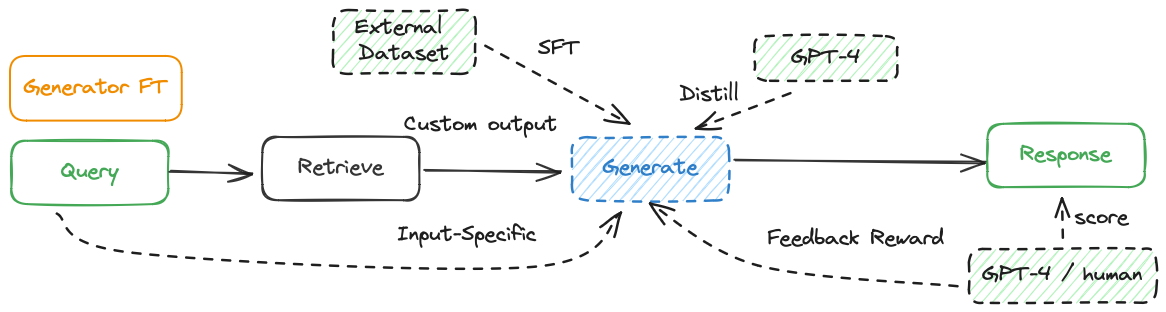 External
Dataset
SFT
GPT-4
Generator FT
Distill
Custom output
Query
Retrieve
Generate
Response
Input-Specific
Feedback Reward
score
GPT-4 / human